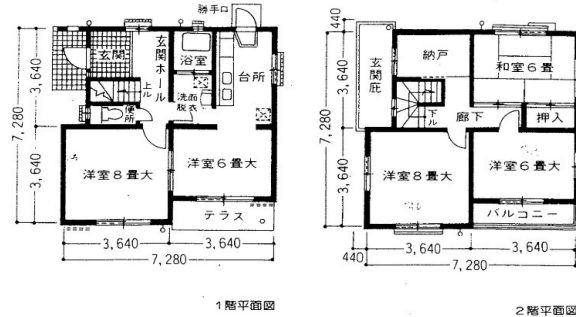 勝手口
玄関
玄関ホール
浴室
台所
洗面
脱衣
上ル
便所
洋室8畳大
洋室6畳大
テラス
3,640
3,640
7,280
3,640
3,640
7,280
1階平面図
玄関庇
納戸
和室6畳
下ル
廊下
押入
洋室8畳大
洋室6畳大
バルコニー
440
3,640
3,640
7,280
440
3,640
3,640
7,280
2階平面図